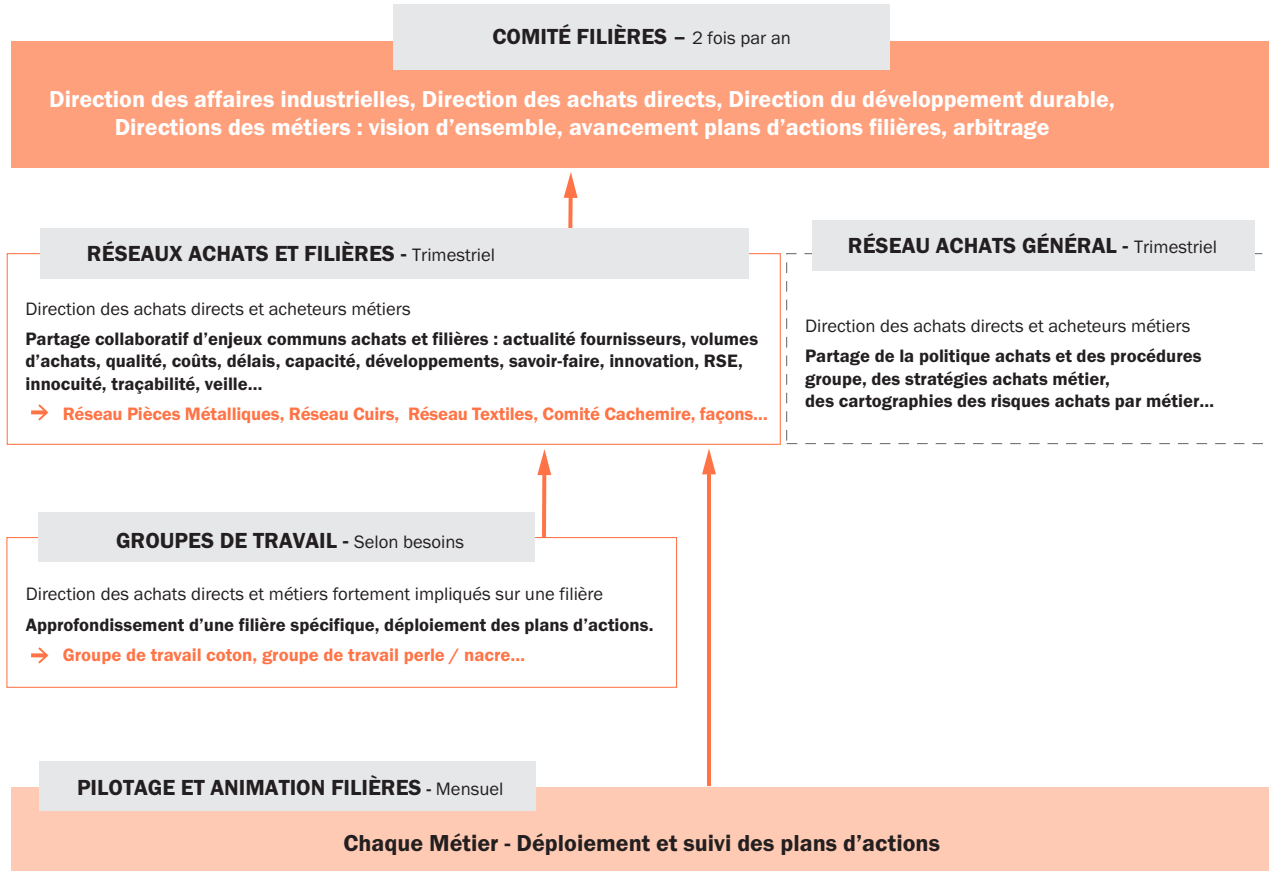 COMITÉ FILIÈRES – 2 fois par an
Direction des affaires industrielles, Direction des achats directs, Direction du développement durable,
Directions des métiers : vision d’ensemble, avancement plans d’actions filières, arbitrage
RÉSEAUX ACHATS ET FILIÈRES - Trimestriel
Direction des achats directs et acheteurs métiers
Partage collaboratif d’enjeux communs achats et filières : actualité fournisseurs, volumes
d’achats, qualité, coûts, délais, capacité, développements, savoir-faire, innovation, RSE,
innocuité, traçabilité, veille...
→ Réseau Pièces Métalliques, Réseau Cuirs, Réseau Textiles, Comité Cachemire, façons...
RÉSEAU ACHATS GÉNÉRAL - Trimestriel
Direction des achats directs et acheteurs métiers
Partage de la politique achats et des procédures
groupe, des stratégies achats métier,
des cartographies des risques achats par métier...
GROUPES DE TRAVAIL - Selon besoins
Direction des achats directs et métiers fortement impliqués sur une filière
Approfondissement d’une filière spécifique, déploiement des plans d’actions.
→ Groupe de travail coton, groupe de travail perle / nacre...
PILOTAGE ET ANIMATION FILIÈRES - Mensuel
Chaque Métier - Déploiement et suivi des plans d’actions